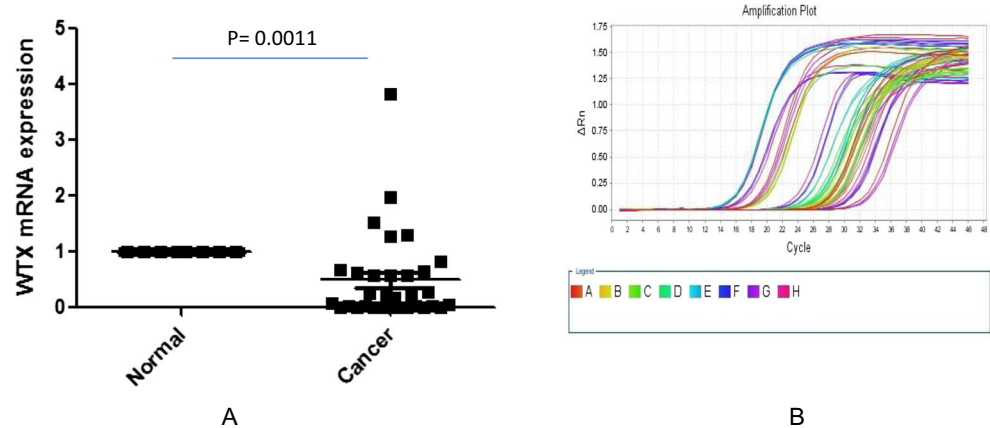 P= 0.0011
WTX mRNA expression
5
4
3
2
1
0
Normal
Cancer
A
Amplification Plot
ΔRn
1.75
1.50
1.25
1.00
0.75
0.50
0.25
0.00
0 2 4 6 8 10 12 14 16 18 20 22 24 26 28 30 32 34 36 38 40 42 44 46 48
Cycle
Legend
A B C D E F G H
B